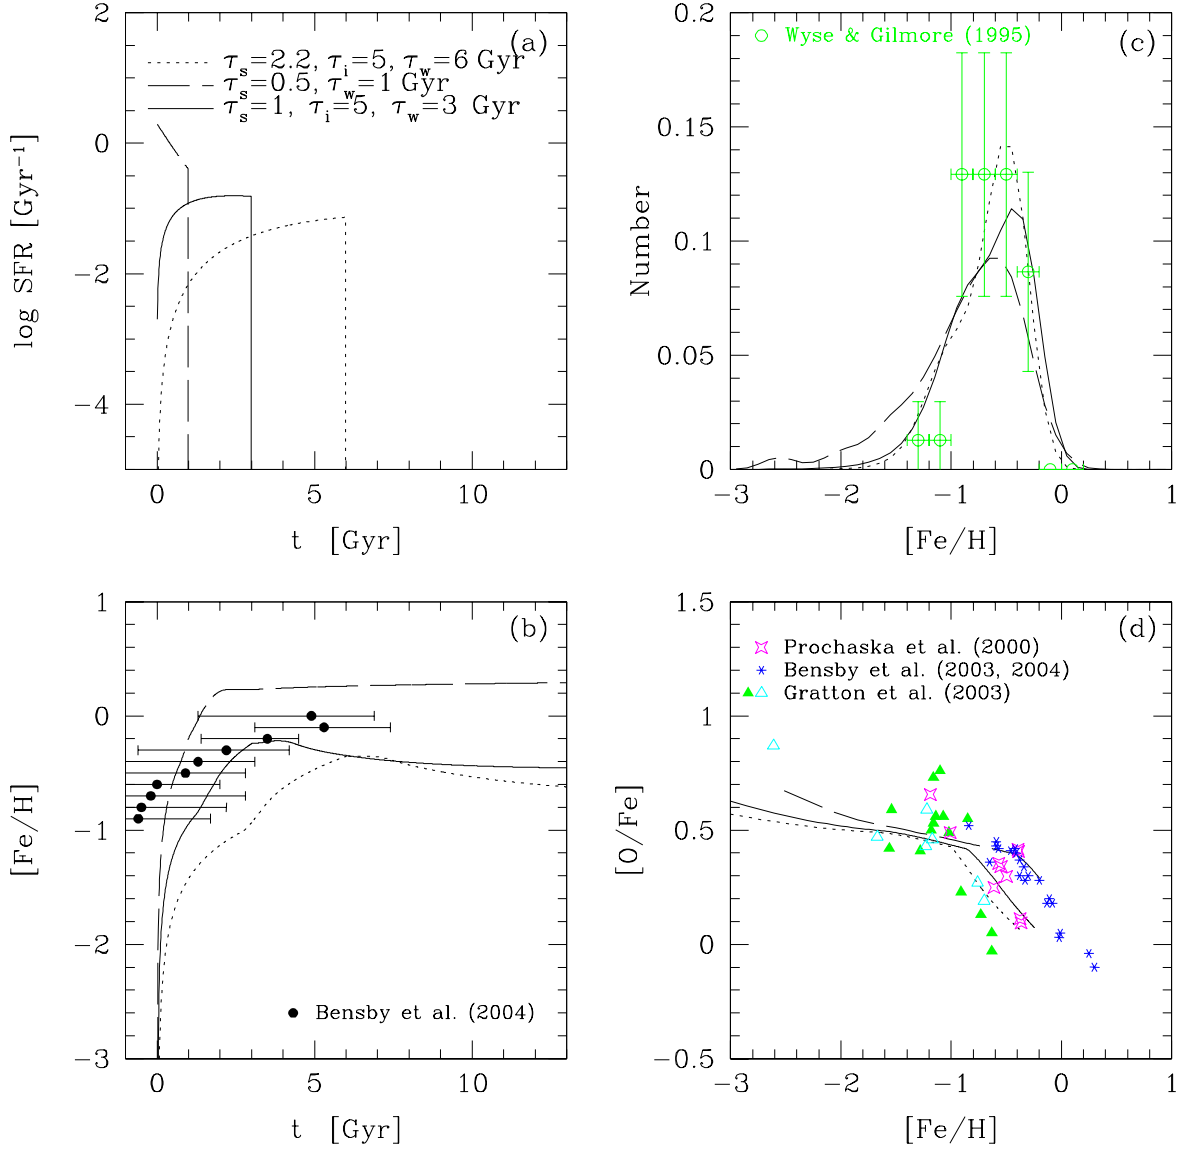 (a)
τs=2.2, τi=5, τw=6 Gyr
τs=0.5, τw=1 Gyr
τs=1, τi=5, τw=3 Gyr
log SFR [Gyr⁻¹]
0
−2
−4
0 5 10
t [Gyr]
(c)
Wyse & Gilmore (1995)
Number
0.2
0.15
0.1
0.05
0
−3 −2 −1 0 1
[Fe/H]
(b)
[Fe/H]
1
0
−1
−2
−3
Bensby et al. (2004)
0 5 10
t [Gyr]
(d)
Prochaska et al. (2000)
Bensby et al. (2003, 2004)
Gratton et al. (2003)
[O/Fe]
1.5
1
0.5
0
−0.5
−3 −2 −1 0 1
[Fe/H]